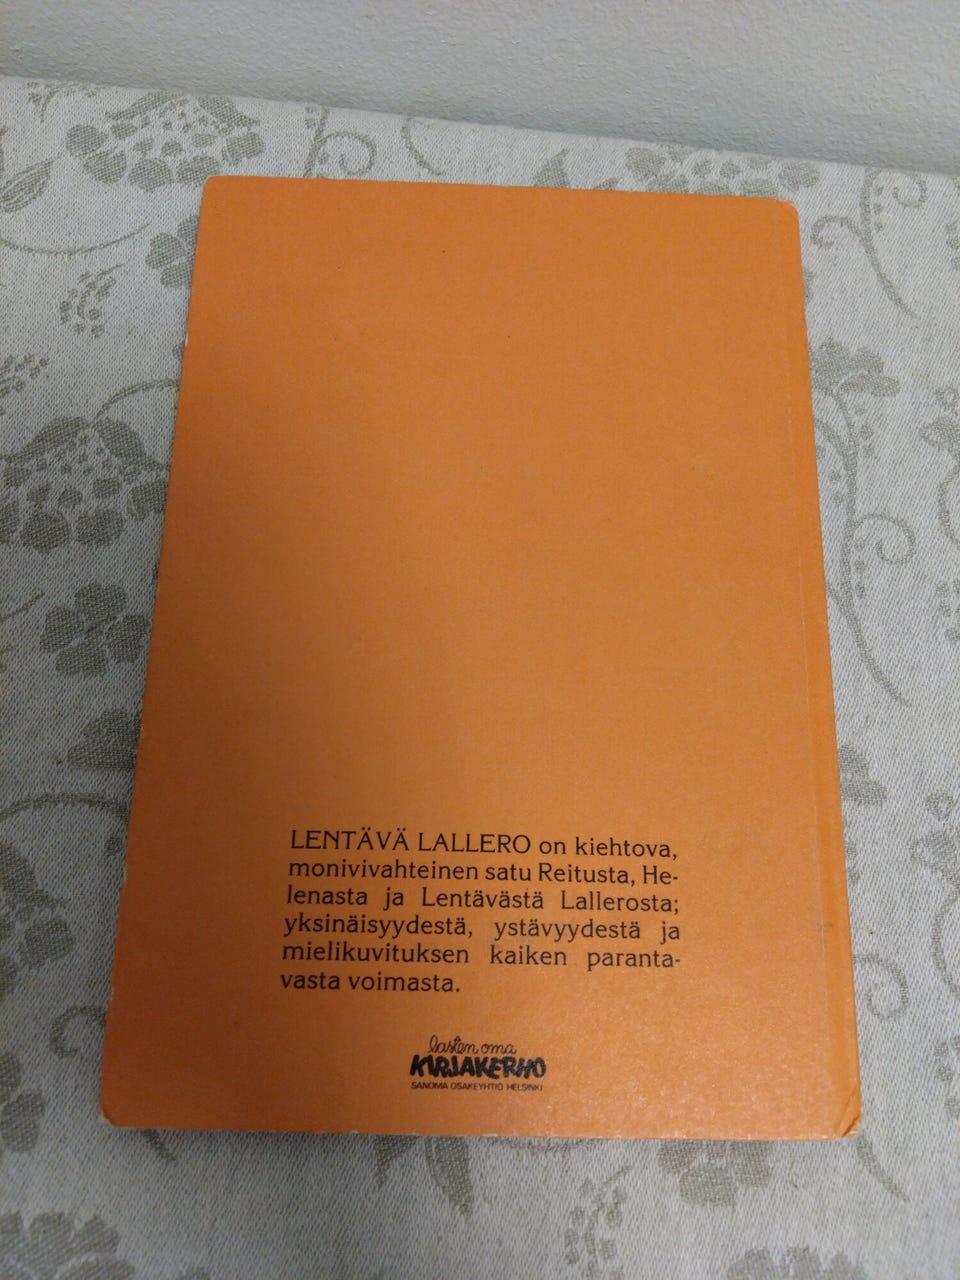 LENTÄVÄ LALLERO on kiehtova,
monivivahteinen satu Reitusta, He-
lenasta ja Lentävästä Lallerosta;
yksinäisyydestä, ystävyydestä ja
mielikuvituksen kaiken paranta-
vasta voimasta.
lasten oma
KIRJAKERHO
SANOMA OSAKEYHTIÖ HELSINKI